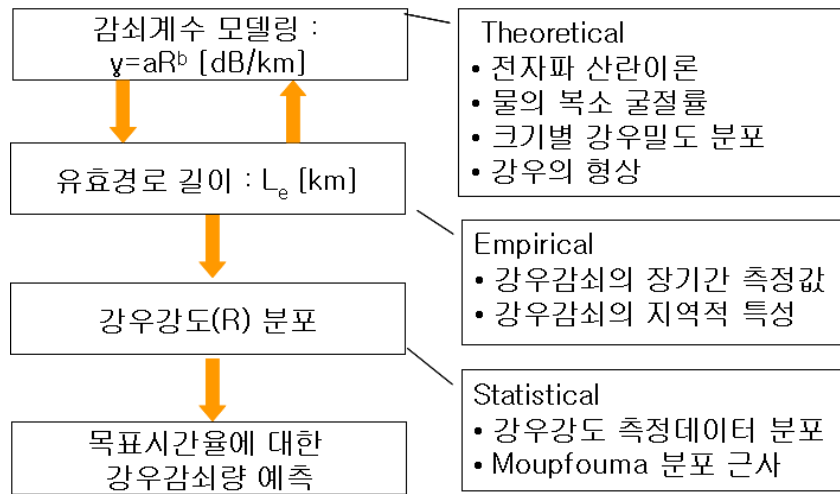 감쇠계수 모델링 :
γ=aRᵇ [dB/km]
유효경로 길이 : Lₑ [km]
강우강도(R) 분포
목표시간율에 대한
강우감쇠량 예측
Theoretical
• 전자파 산란이론
• 물의 복소 굴절률
• 크기별 강우밀도 분포
• 강우의 형상
Empirical
• 강우감쇠의 장기간 측정값
• 강우감쇠의 지역적 특성
Statistical
• 강우강도 측정데이터 분포
• Moupfouma 분포 근사